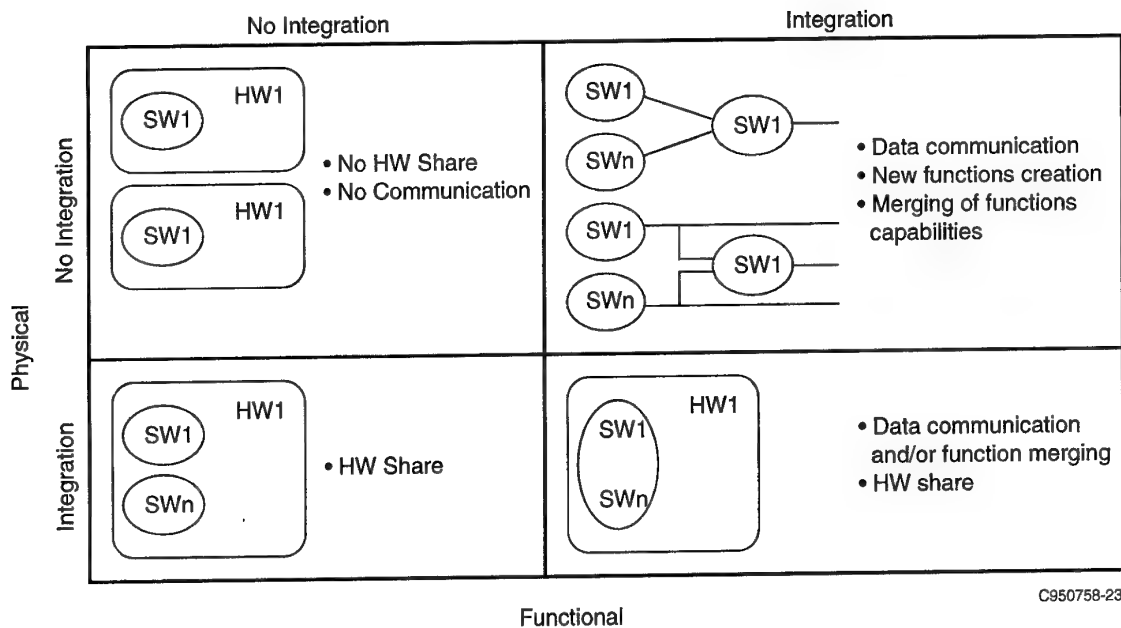 No Integration
Integration
Physical
No Integration
HW1
SW1
HW1
SW1
• No HW Share
• No Communication
SW1
SWn
SW1
SW1
SWn
SW1
• Data communication
• New functions creation
• Merging of functions
capabilities
Integration
HW1
SW1
SWn
• HW Share
HW1
SW1
SWn
• Data communication
and/or function merging
• HW share
C950758-23
Functional